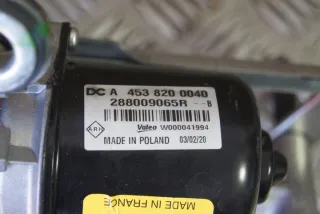 DC A 453 820 0040
288009065R --B
Valeo W000041994
MADE IN POLAND 03/02/20
MADE IN FRANCE